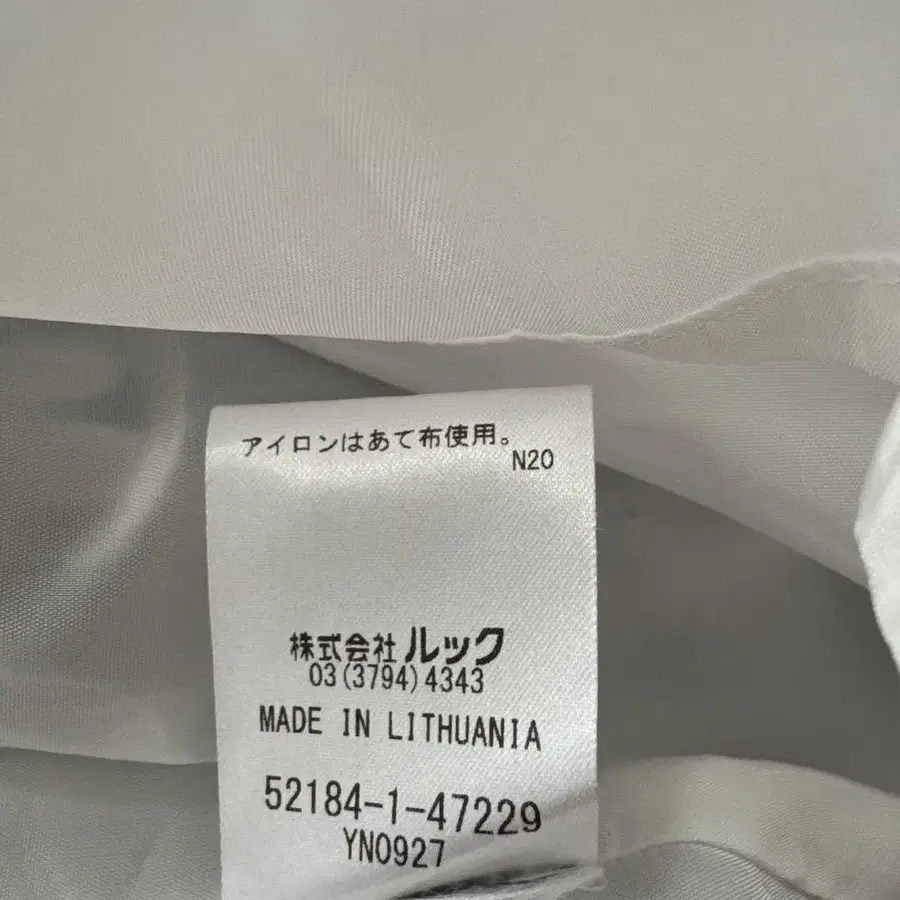 アイロンはあて布使用。
N20
株式会社 ルック
03(3794)4343
MADE IN LITHUANIA
52184-1-47229
YN0927